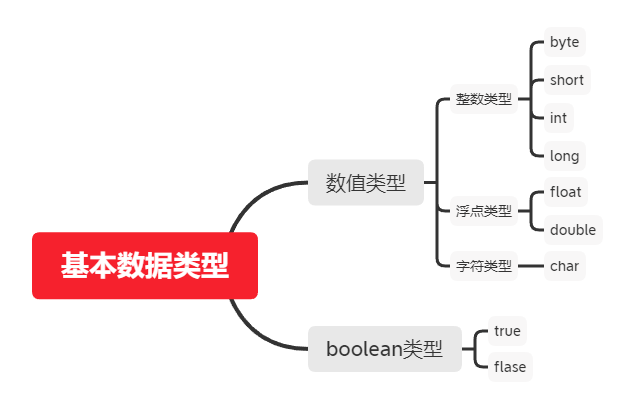 基本数据类型
数值类型
整数类型
byte
short
int
long
浮点类型
float
double
字符类型
char
boolean类型
true
flase